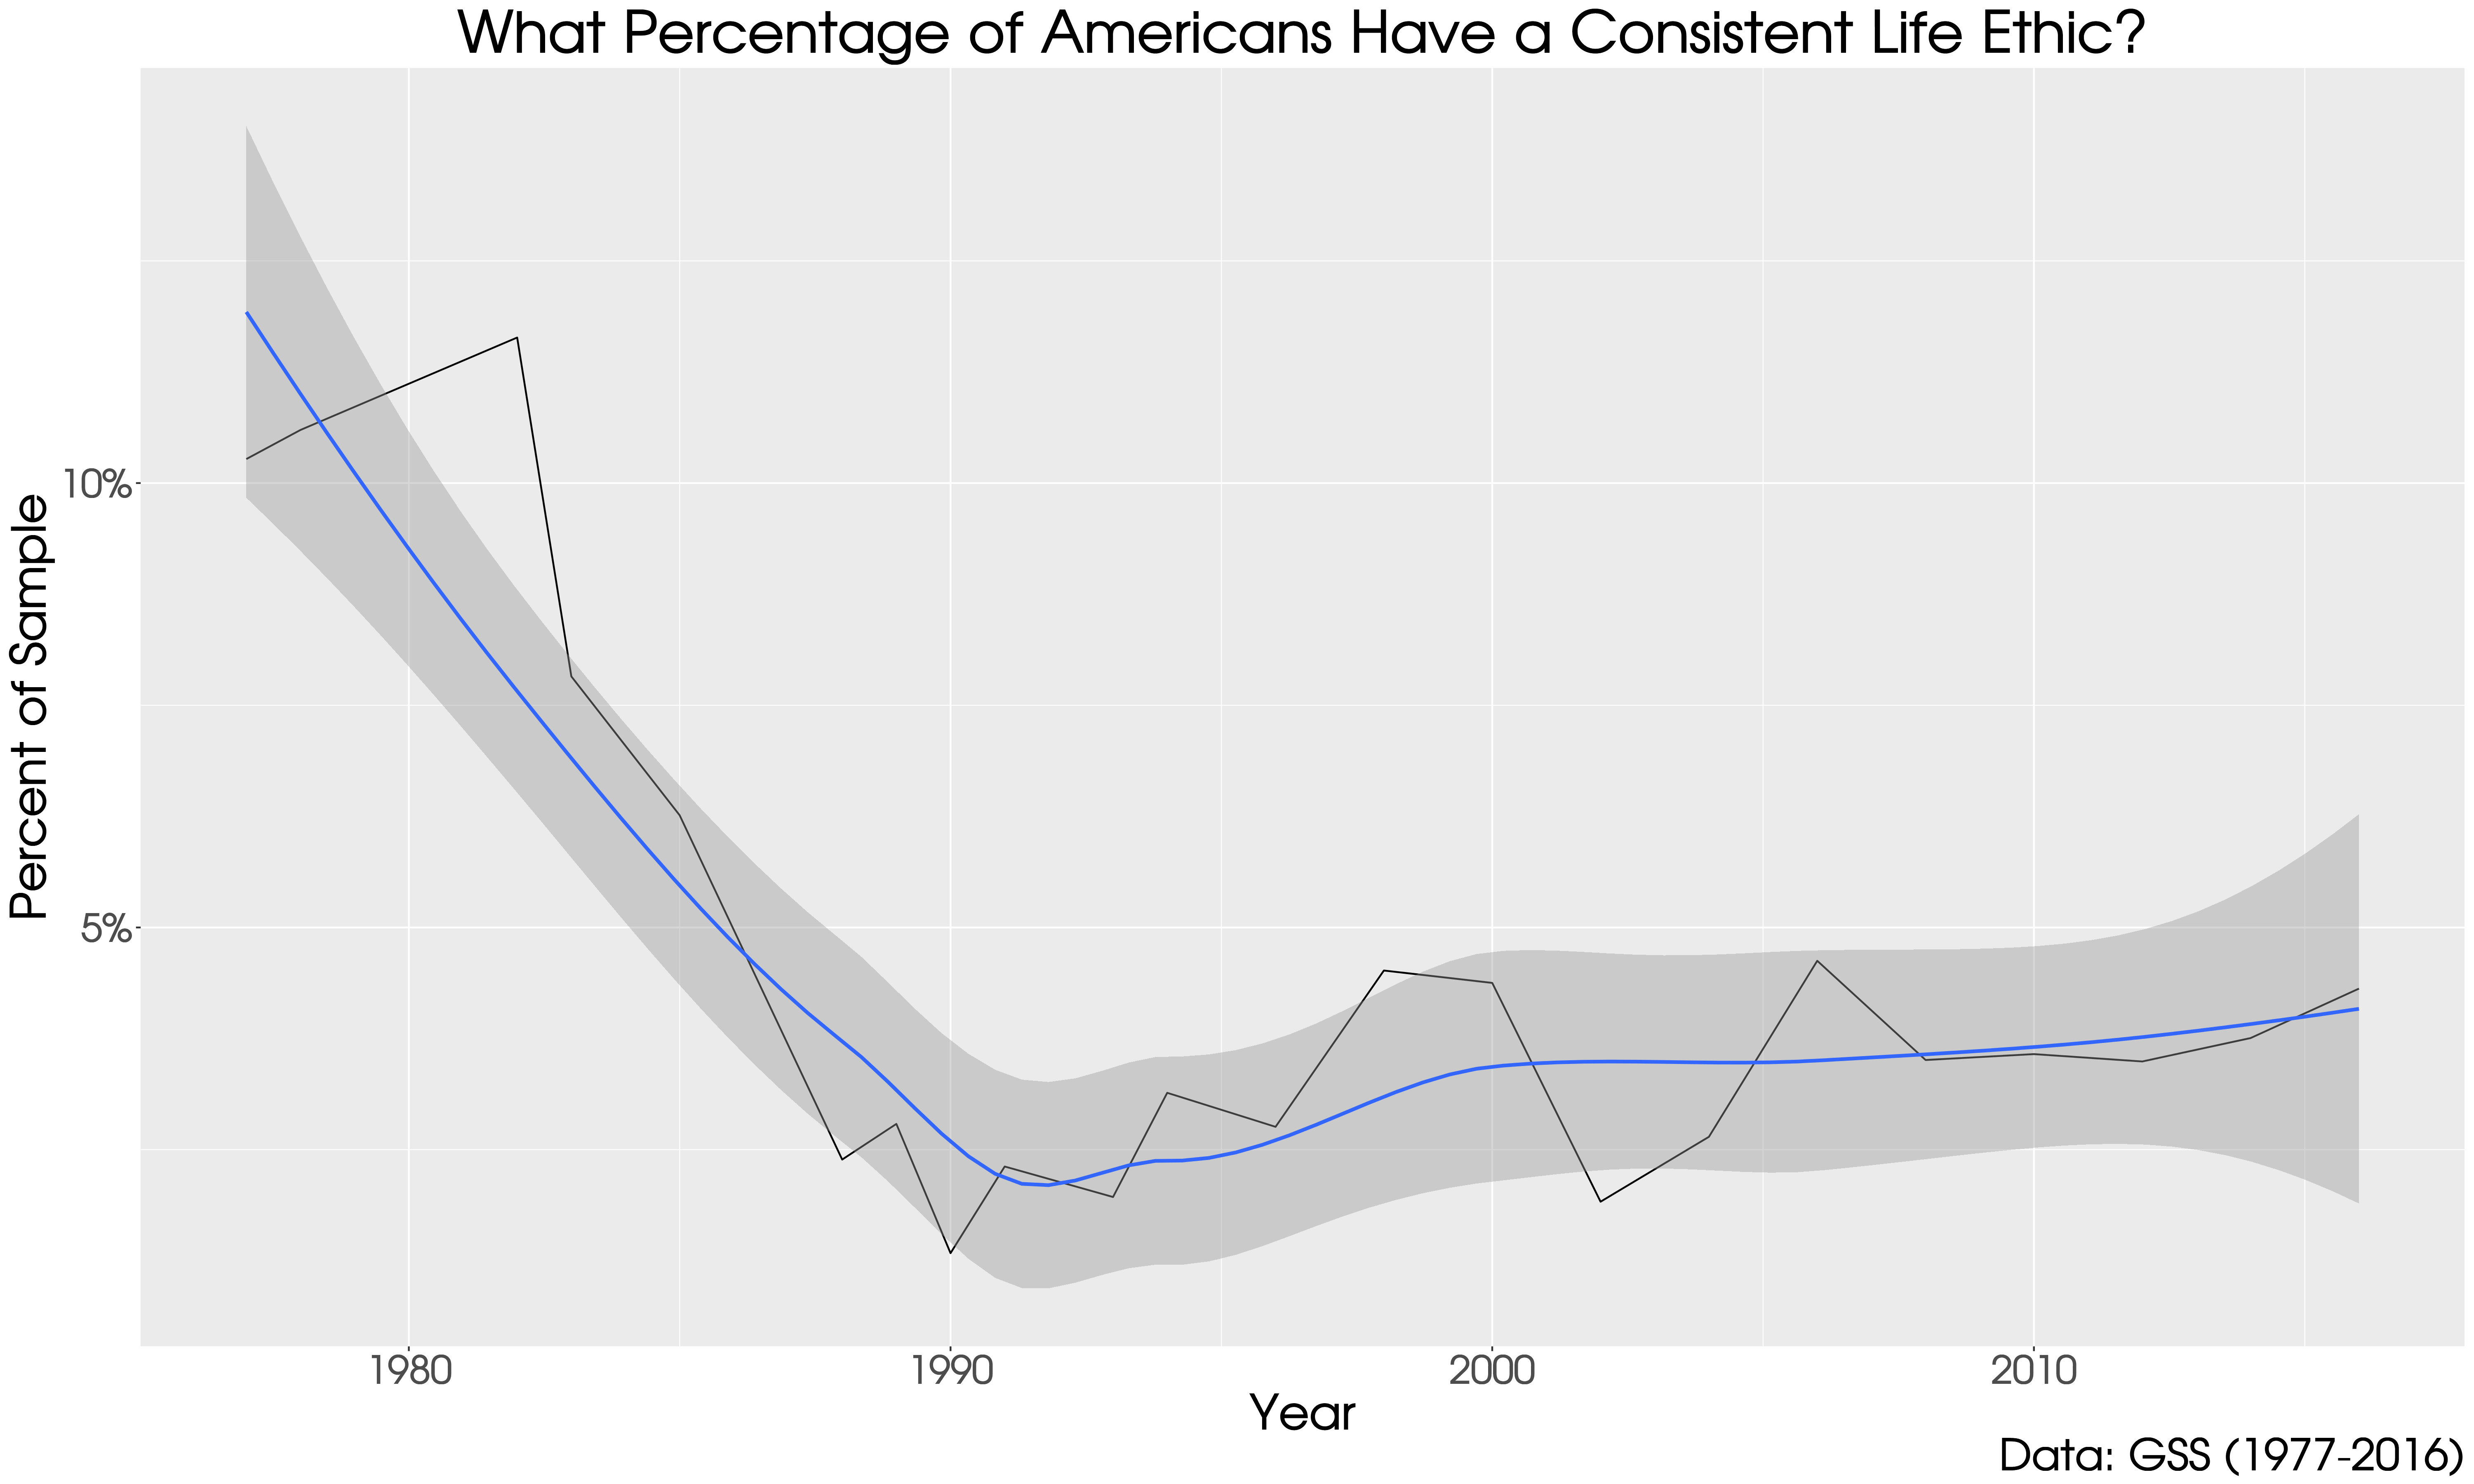 What Percentage of Americans Have a Consistent Life Ethic?
Percent of Sample
10%
5%
1980
1990
2000
2010
Year
Data: GSS (1977-2016)